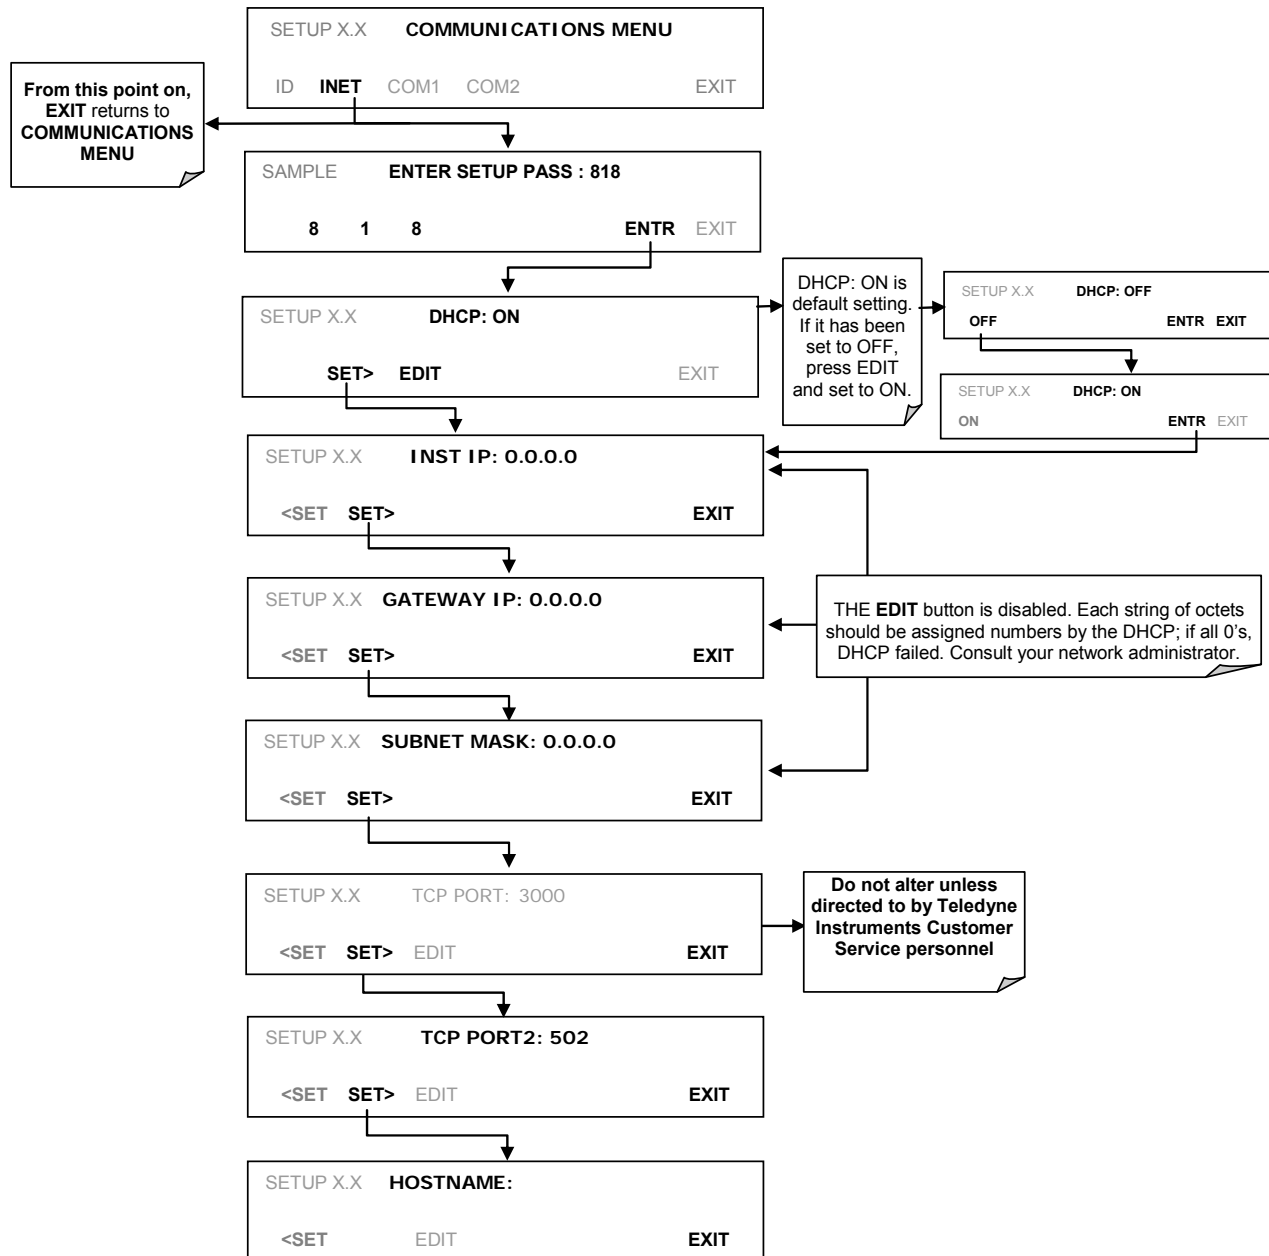 SETUP X.X COMMUNICATIONS MENU
ID INET COM1 COM2 EXIT
From this point on,
EXIT returns to
COMMUNICATIONS
MENU
SAMPLE ENTER SETUP PASS : 818
8 1 8 ENTR EXIT
SETUP X.X DHCP: ON
SET> EDIT EXIT
DHCP: ON is
default setting.
If it has been
set to OFF,
press EDIT
and set to ON.
SETUP X.X DHCP: OFF
OFF ENTR EXIT
SETUP X.X DHCP: ON
ON ENTR EXIT
SETUP X.X INST IP: 0.0.0.0
<SET SET> EXIT
SETUP X.X GATEWAY IP: 0.0.0.0
<SET SET> EXIT
THE EDIT button is disabled. Each string of octets
should be assigned numbers by the DHCP; if all 0's,
DHCP failed. Consult your network administrator.
SETUP X.X SUBNET MASK: 0.0.0.0
<SET SET> EXIT
SETUP X.X TCP PORT: 3000
<SET SET> EDIT EXIT
Do not alter unless
directed to by Teledyne
Instruments Customer
Service personnel
SETUP X.X TCP PORT2: 502
<SET SET> EDIT EXIT
SETUP X.X HOSTNAME:
<SET EDIT EXIT